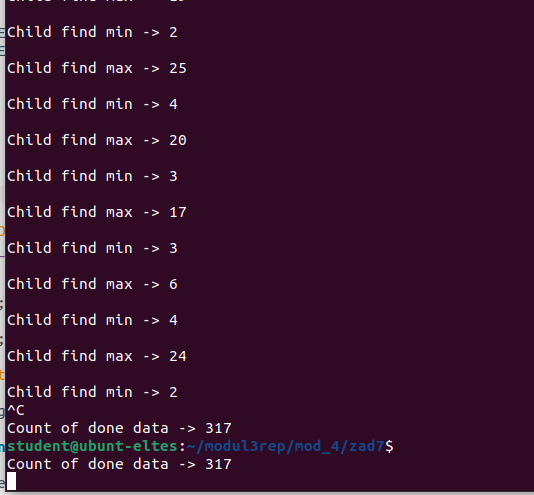 Child find min -> 2
Child find max -> 25
Child find min -> 4
Child find max -> 20
Child find min -> 3
Child find max -> 17
Child find min -> 3
Child find max -> 6
Child find min -> 4
Child find max -> 24
Child find min -> 2
^C
Count of done data -> 317
student@ubunt-eltes:~/modul3rep/mod_4/zad7$
Count of done data -> 317